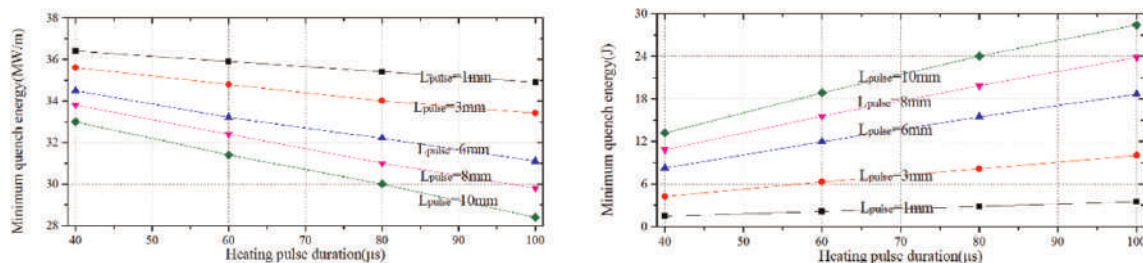 Minimum quench energy(MW/m)
38
36
34
32
30
28
Lpulse=1mm
Lpulse=3mm
Lpulse=6mm
Lpulse=8mm
Lpulse=10mm
40 50 60 70 80 90 100
Heating pulse duration(μs)
Minimum quench energy(J)
30
24
18
12
6
0
Lpulse=10mm
Lpulse=8mm
Lpulse=6mm
Lpulse=3mm
Lpulse=1mm
40 50 60 70 80 90 100
Heating pulse duration(μs)